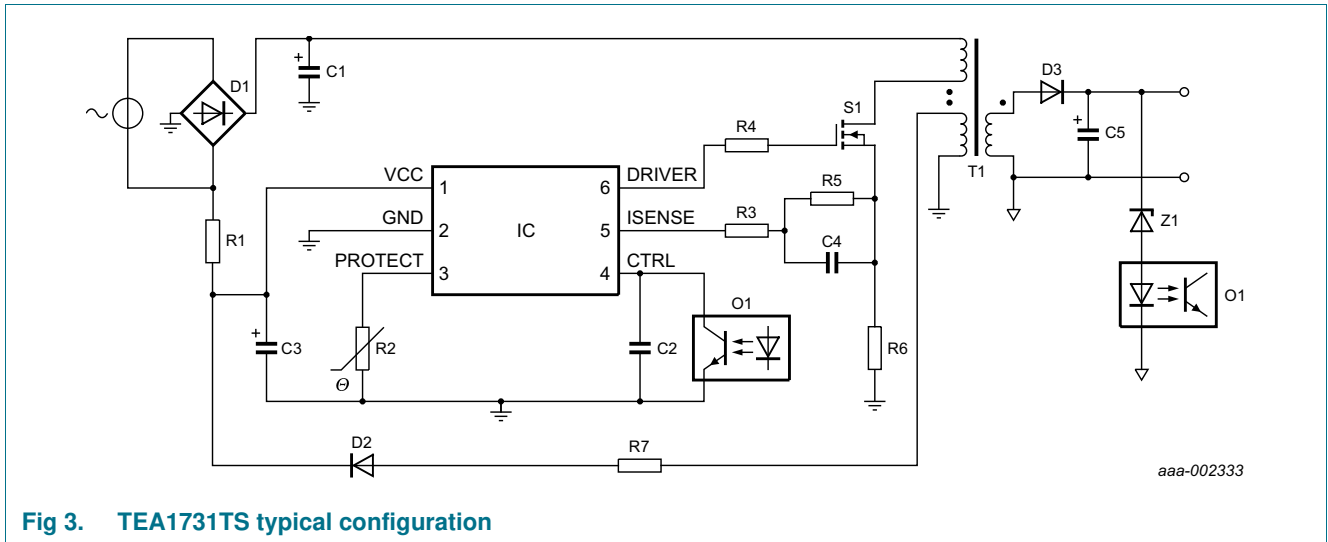 D1
+
C1
~
S1
D3
R4
T1
+
C5
VCC
1
6
DRIVER
R5
GND
2
IC
5
ISENSE
R3
Z1
R1
PROTECT
3
4
CTRL
C4
O1
O1
+
C3
R2
Θ
C2
R6
D2
R7
aaa-002333
Fig 3. TEA1731TS typical configuration